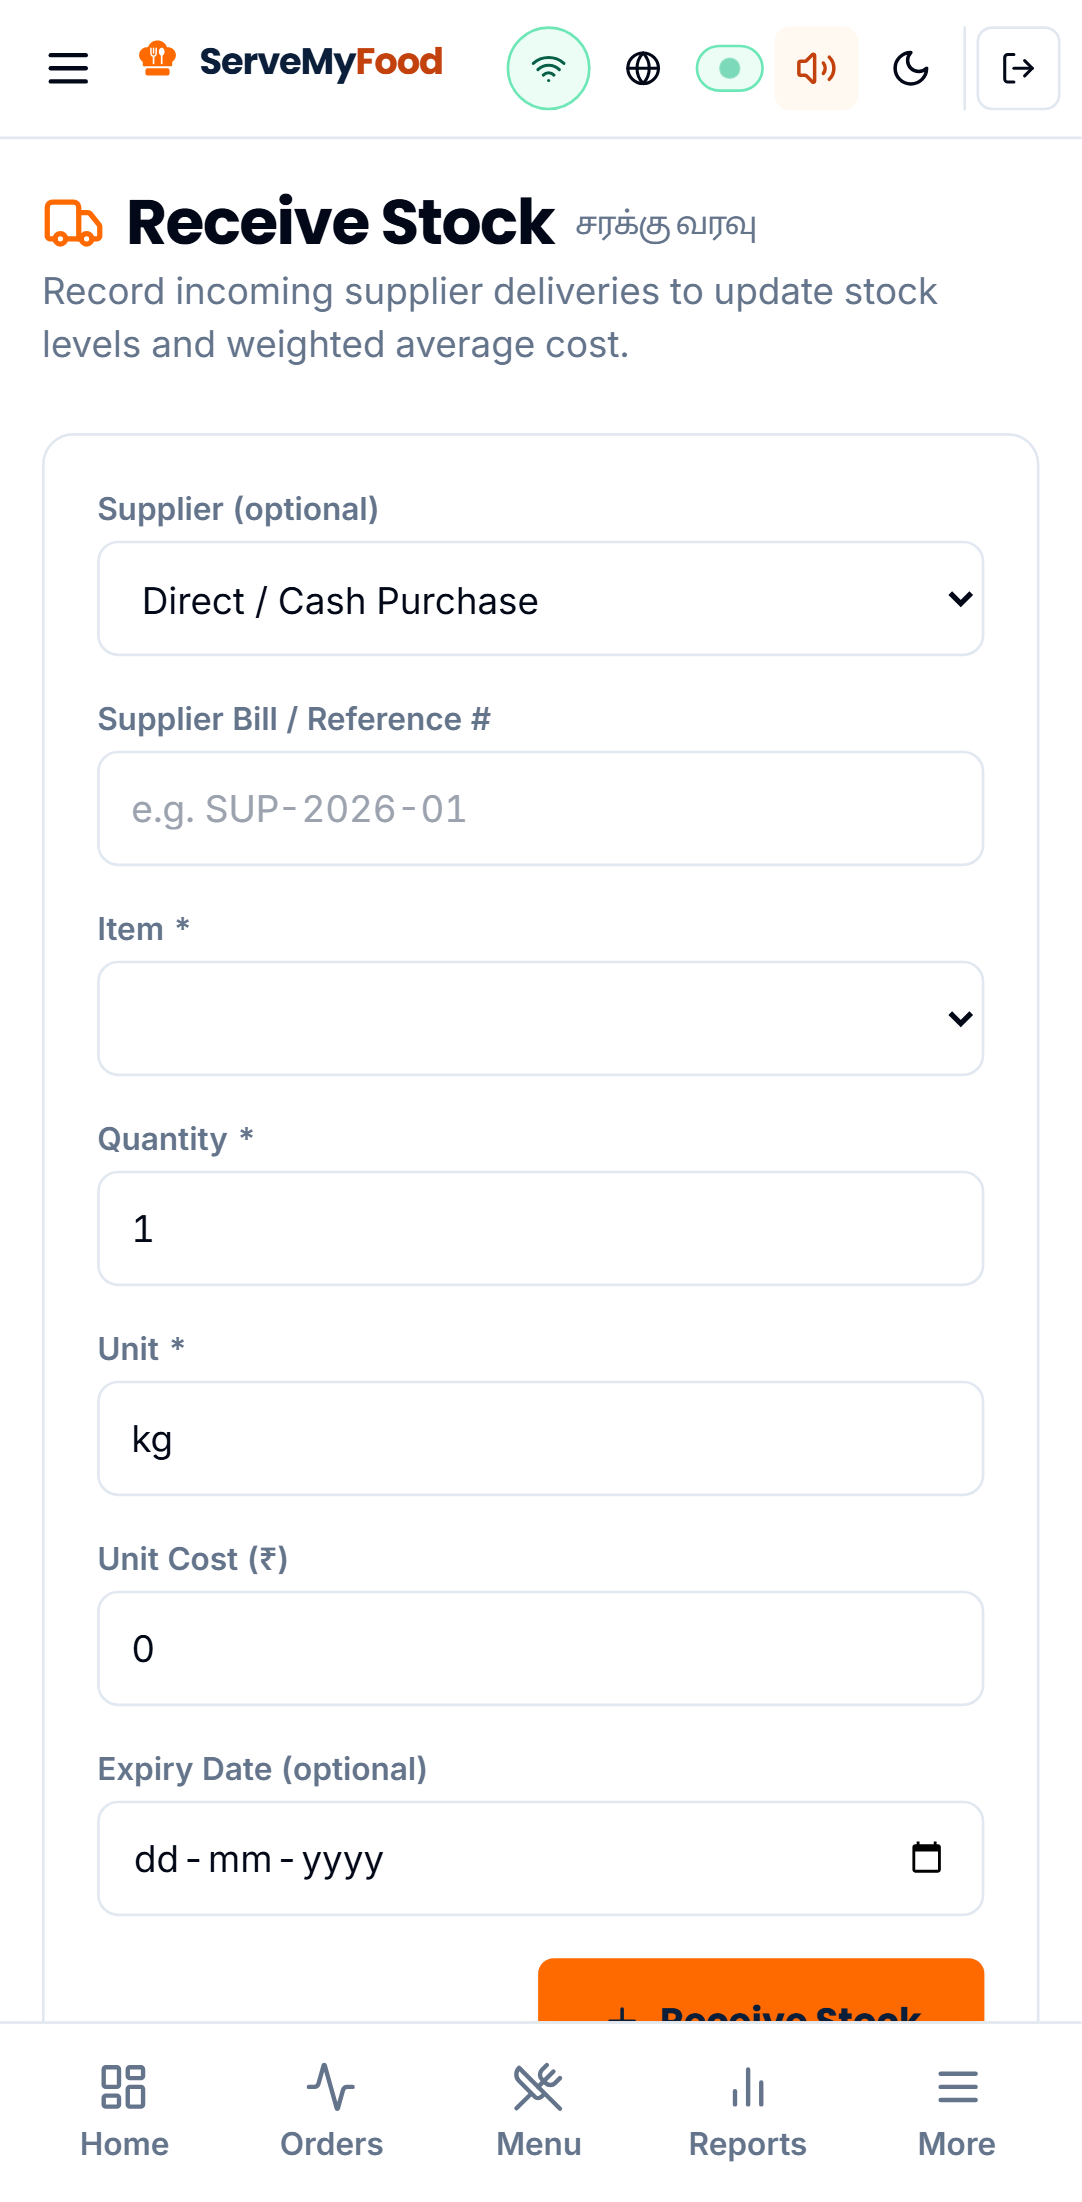 ServeMyFood
Receive Stock சரக்கு வரவு
Record incoming supplier deliveries to update stock
levels and weighted average cost.
Supplier (optional)
Direct / Cash Purchase
Supplier Bill / Reference #
e.g. SUP-2026-01
Item *
Quantity *
1
Unit *
kg
Unit Cost (₹)
0
Expiry Date (optional)
dd-mm-yyyy
+ Receive Stock
Home Orders Menu Reports More